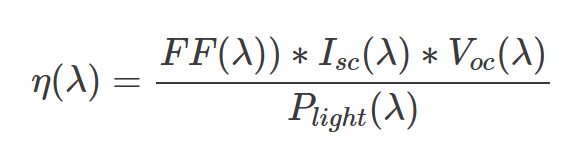 η(λ) = FF(λ)) * I_sc(λ) * V_oc(λ)
P_light(λ)